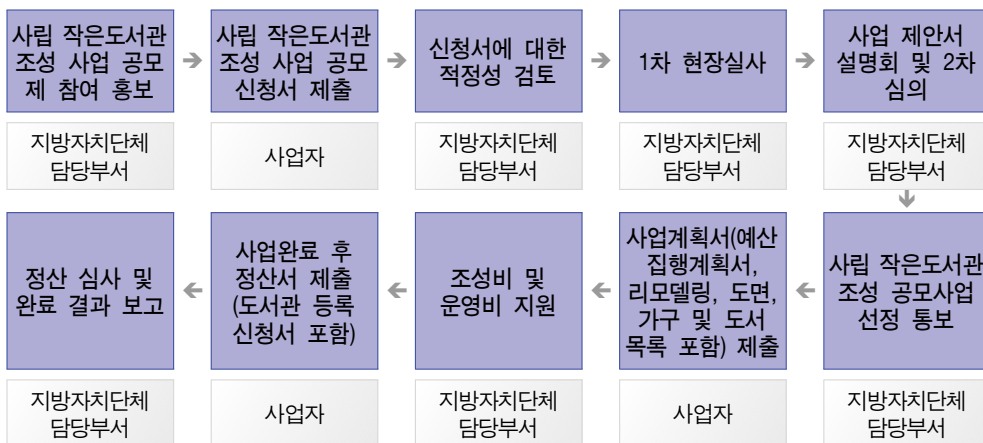 사립 작은도서관
조성 사업 공모
제 참여 홍보
지방자치단체
담당부서
사립 작은도서관
조성 사업 공모
신청서 제출
사업자
신청서에 대한
적정성 검토
지방자치단체
담당부서
1차 현장실사
지방자치단체
담당부서
사업 제안서
설명회 및 2차
심의
지방자치단체
담당부서
사립 작은도서관
조성 공모사업
선정 통보
지방자치단체
담당부서
사업계획서(예산
집행계획서,
리모델링, 도면,
가구 및 도서
목록 포함) 제출
사업자
조성비 및
운영비 지원
지방자치단체
담당부서
사업완료 후
정산서 제출
(도서관 등록
신청서 포함)
사업자
정산 심사 및
완료 결과 보고
지방자치단체
담당부서